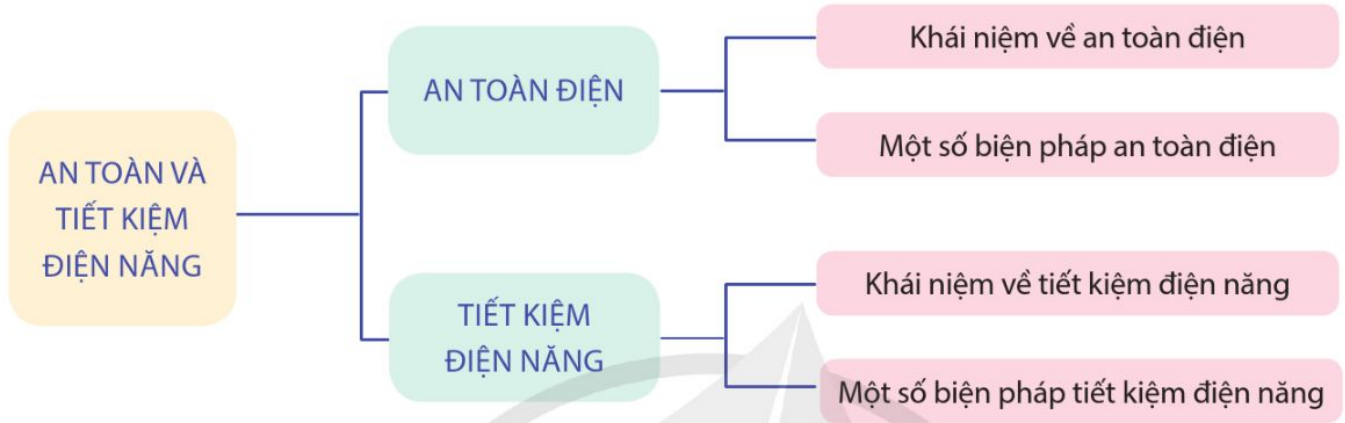 AN TOÀN VÀ
TIẾT KIỆM
ĐIỆN NĂNG
AN TOÀN ĐIỆN
Khái niệm về an toàn điện
Một số biện pháp an toàn điện
TIẾT KIỆM
ĐIỆN NĂNG
Khái niệm về tiết kiệm điện năng
Một số biện pháp tiết kiệm điện năng